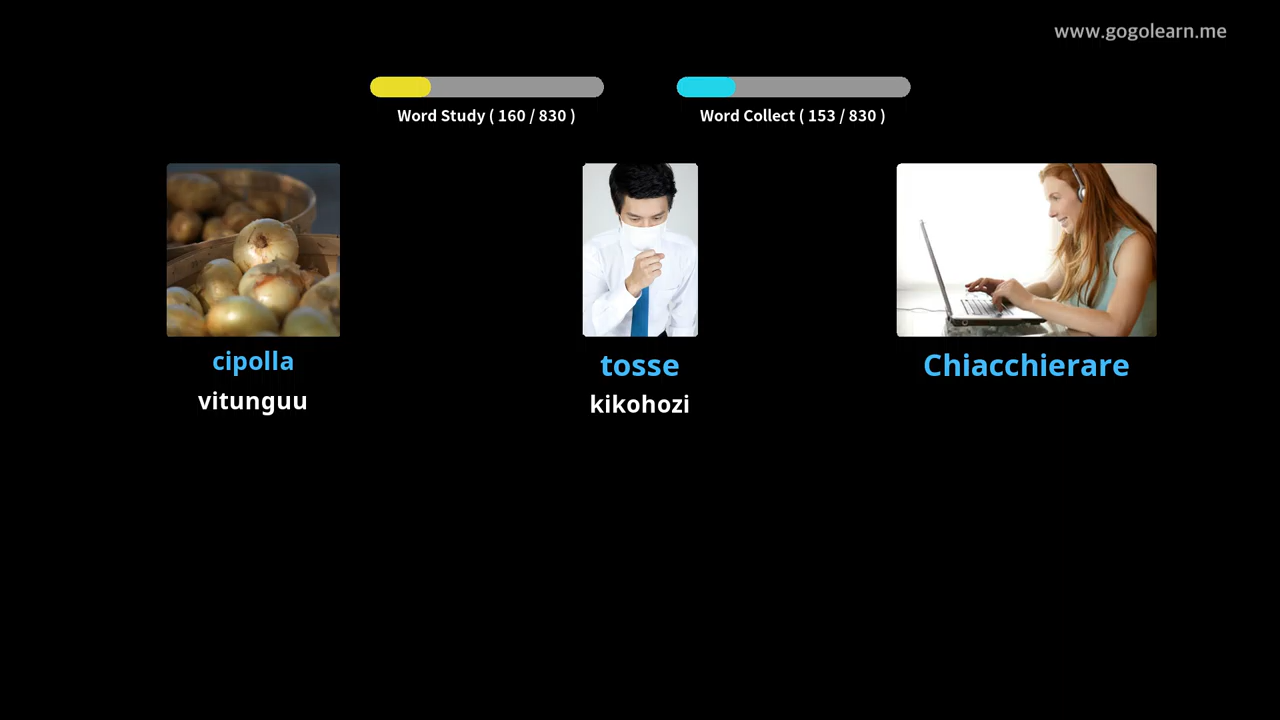 www.gogolearn.me
Word Study ( 160 / 830 )
Word Collect ( 153 / 830 )
cipolla
vitunguu
tosse
kikohozi
Chiacchierare